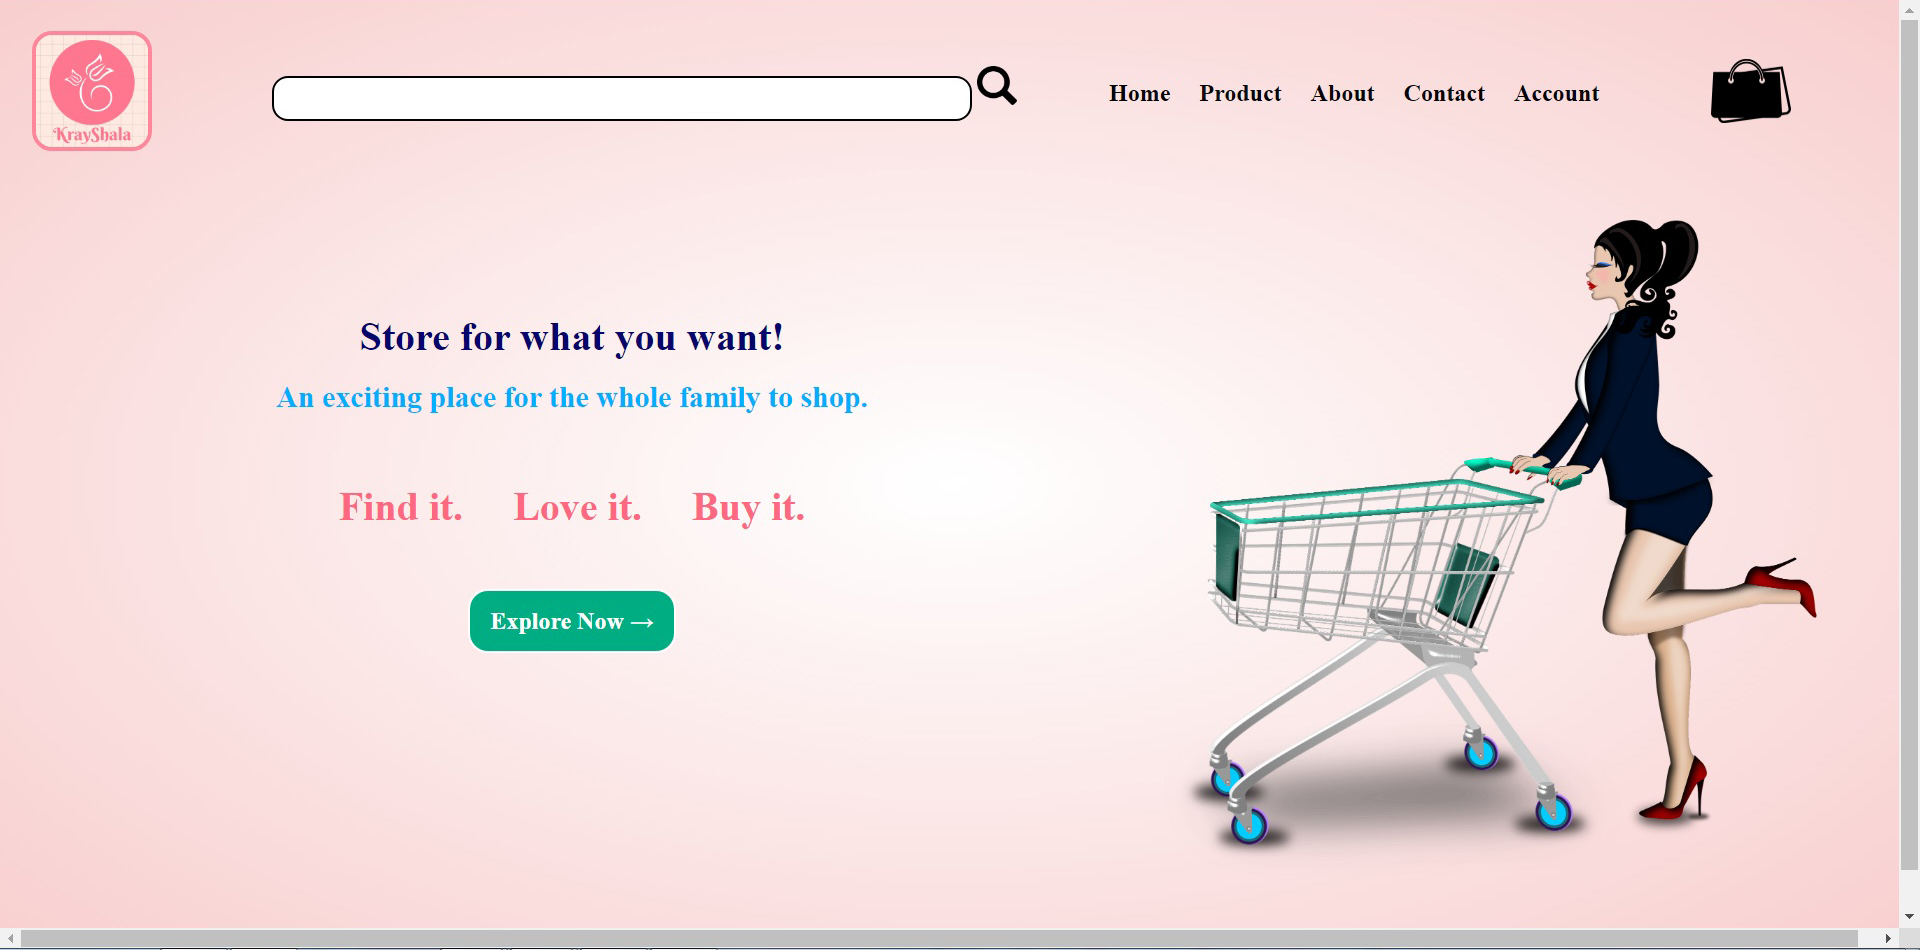 KrayShala
Home Product About Contact Account
Store for what you want!
An exciting place for the whole family to shop.
Find it. Love it. Buy it.
Explore Now →